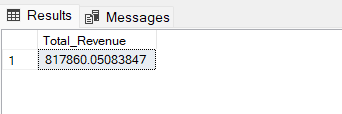 Results Messages
Total_Revenue
1 817860.05083847